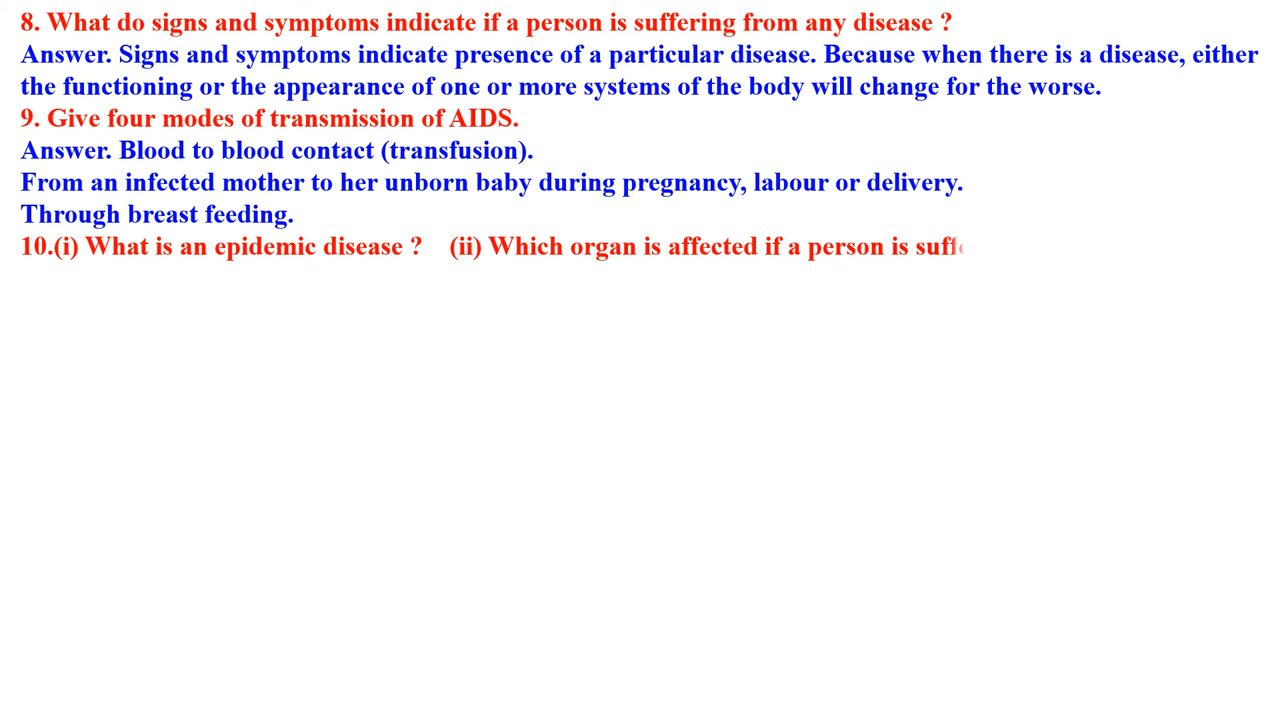 8. What do signs and symptoms indicate if a person is suffering from any disease ?
Answer. Signs and symptoms indicate presence of a particular disease. Because when there is a disease, either
the functioning or the appearance of one or more systems of the body will change for the worse.
9. Give four modes of transmission of AIDS.
Answer. Blood to blood contact (transfusion).
From an infected mother to her unborn baby during pregnancy, labour or delivery.
Through breast feeding.
10.(i) What is an epidemic disease ? (ii) Which organ is affected if a person is